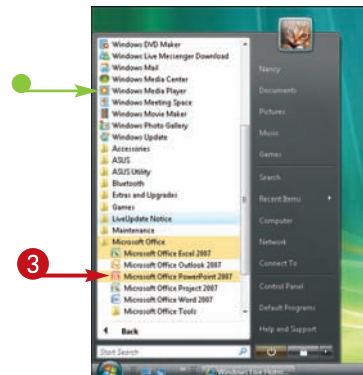 Windows DVD Maker
Windows Live Messenger Download
Windows Mail
Windows Media Center
Windows Media Player
Windows Meeting Space
Windows Movie Maker
Windows Photo Gallery
Windows Update
Accessories
ASUS
ASUS Utility
Bluetooth
Extras and Upgrades
Games
LiveUpdate Notice
Maintenance
Microsoft Office
Microsoft Office Excel 2007
Microsoft Office Outlook 2007
3
Microsoft Office PowerPoint 2007
Microsoft Office Project 2007
Microsoft Office Word 2007
Microsoft Office Tools
Back
Start Search
Nancy
Documents
Pictures
Music
Games
Search
Recent Items
Computer
Network
Connect To
Control Panel
Default Programs
Help and Support
Windows Live Home...